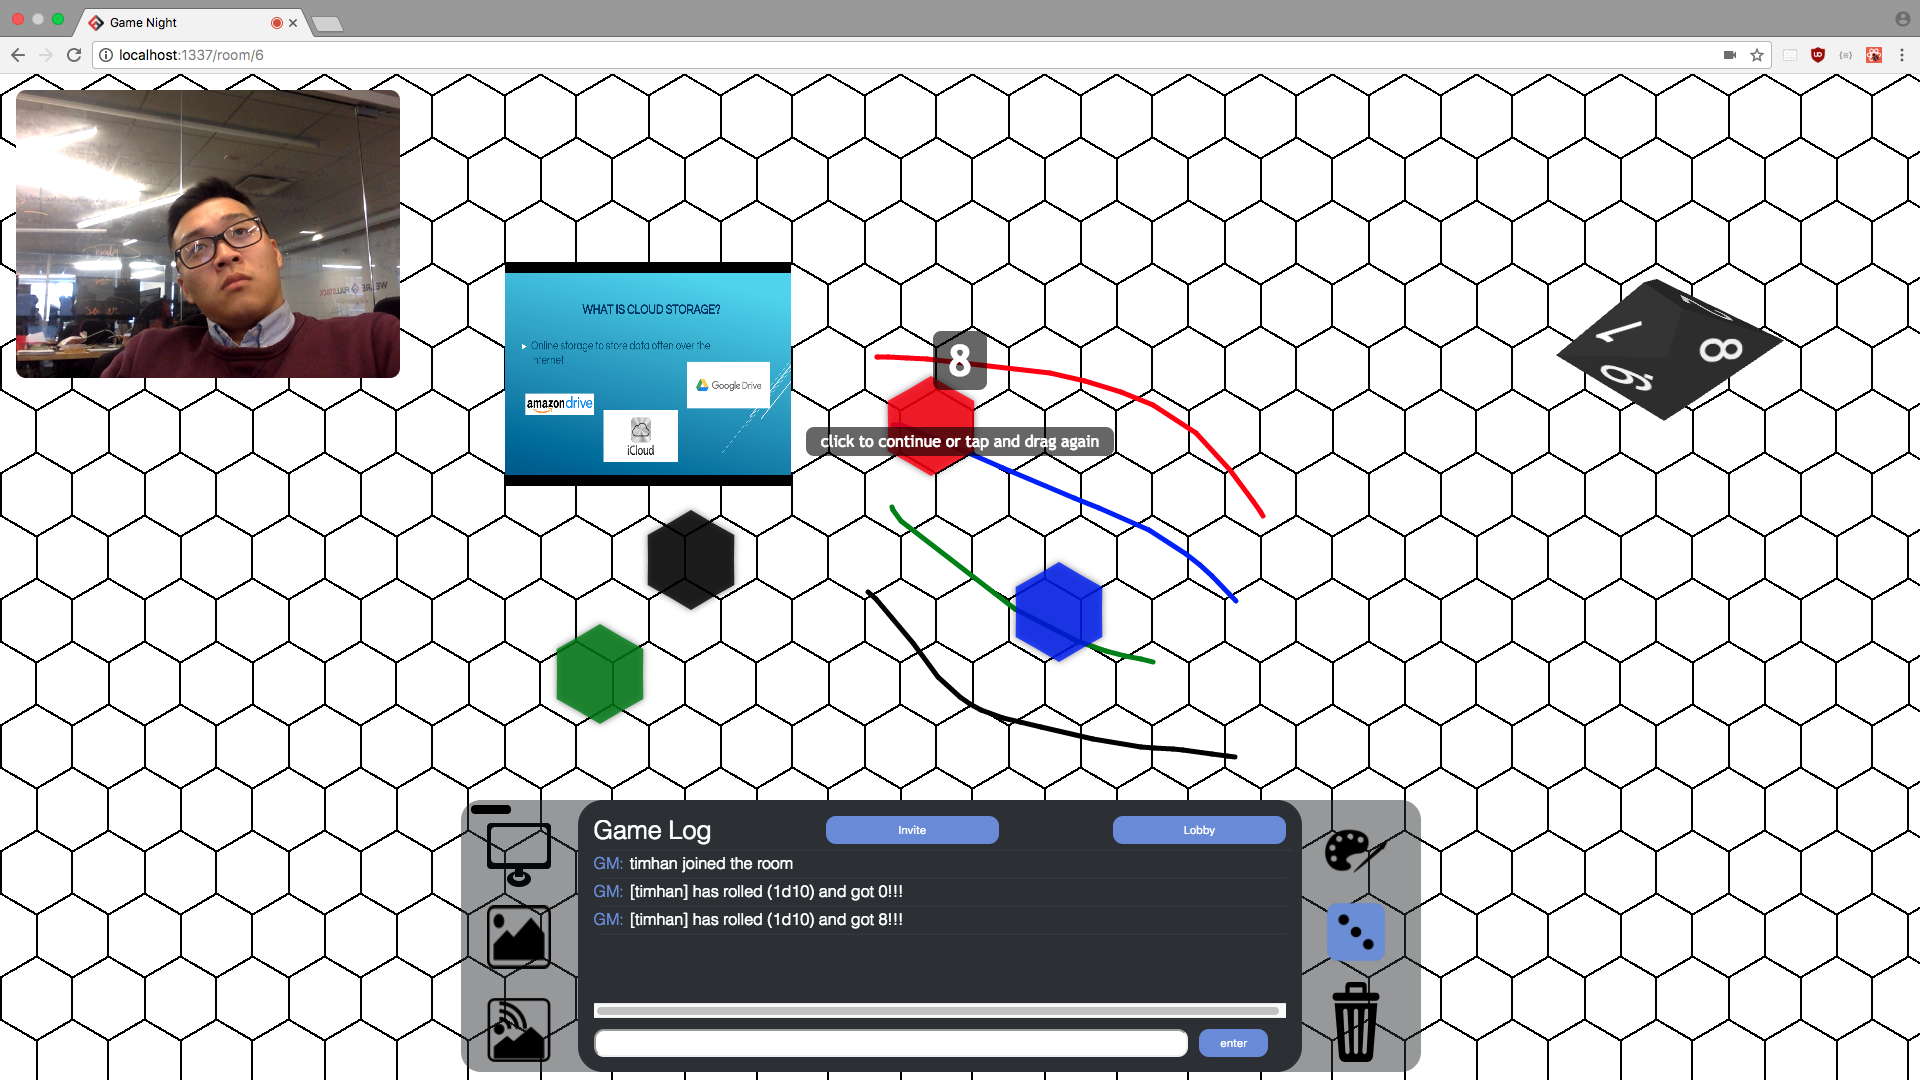 Game Night
localhost:1337/room/6
WHAT IS CLOUD STORAGE?
Online storage to store data often over the
internet
Google Drive
amazondrive
iCloud
8
click to continue or tap and drag again
1
8
6
Game Log
Invite
Lobby
GM: timhan joined the room
GM: [timhan] has rolled (1d10) and got 0!!!
GM: [timhan] has rolled (1d10) and got 8!!!
enter